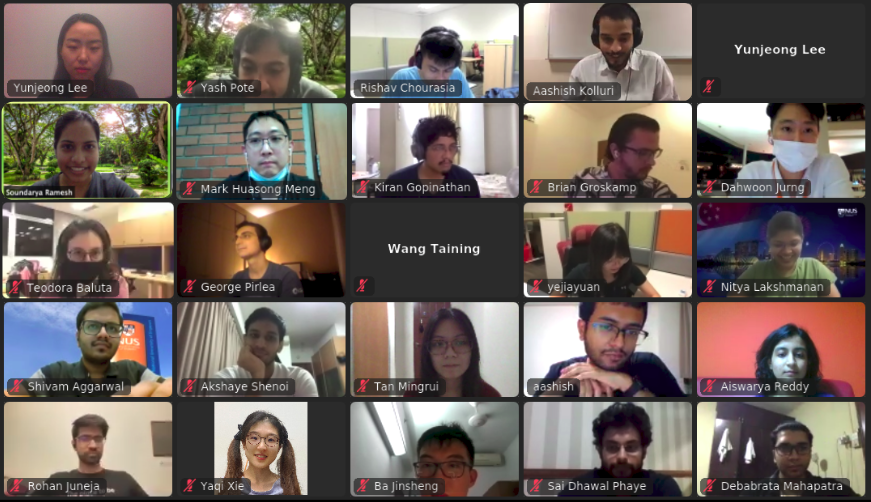 Yunjeong Lee
Yash Pote
Rishav Chourasia
Aashish Kolluri
Yunjeong Lee
Soundarya Ramesh
Mark Huasong Meng
Kiran Gopinathan
Brian Groskamp
Dahwoon Jurng
Teodora Baluta
George Pirlea
Wang Taining
yejiayuan
NUS
Nitya Lakshmanan
NUS
Shivam Aggarwal
Akshaye Shenoi
Tan Mingrui
aashish
Aiswarya Reddy
Rohan Juneja
Yaqi Xie
Ba Jinsheng
Sai Dhawal Phaye
Debabrata Mahapatra